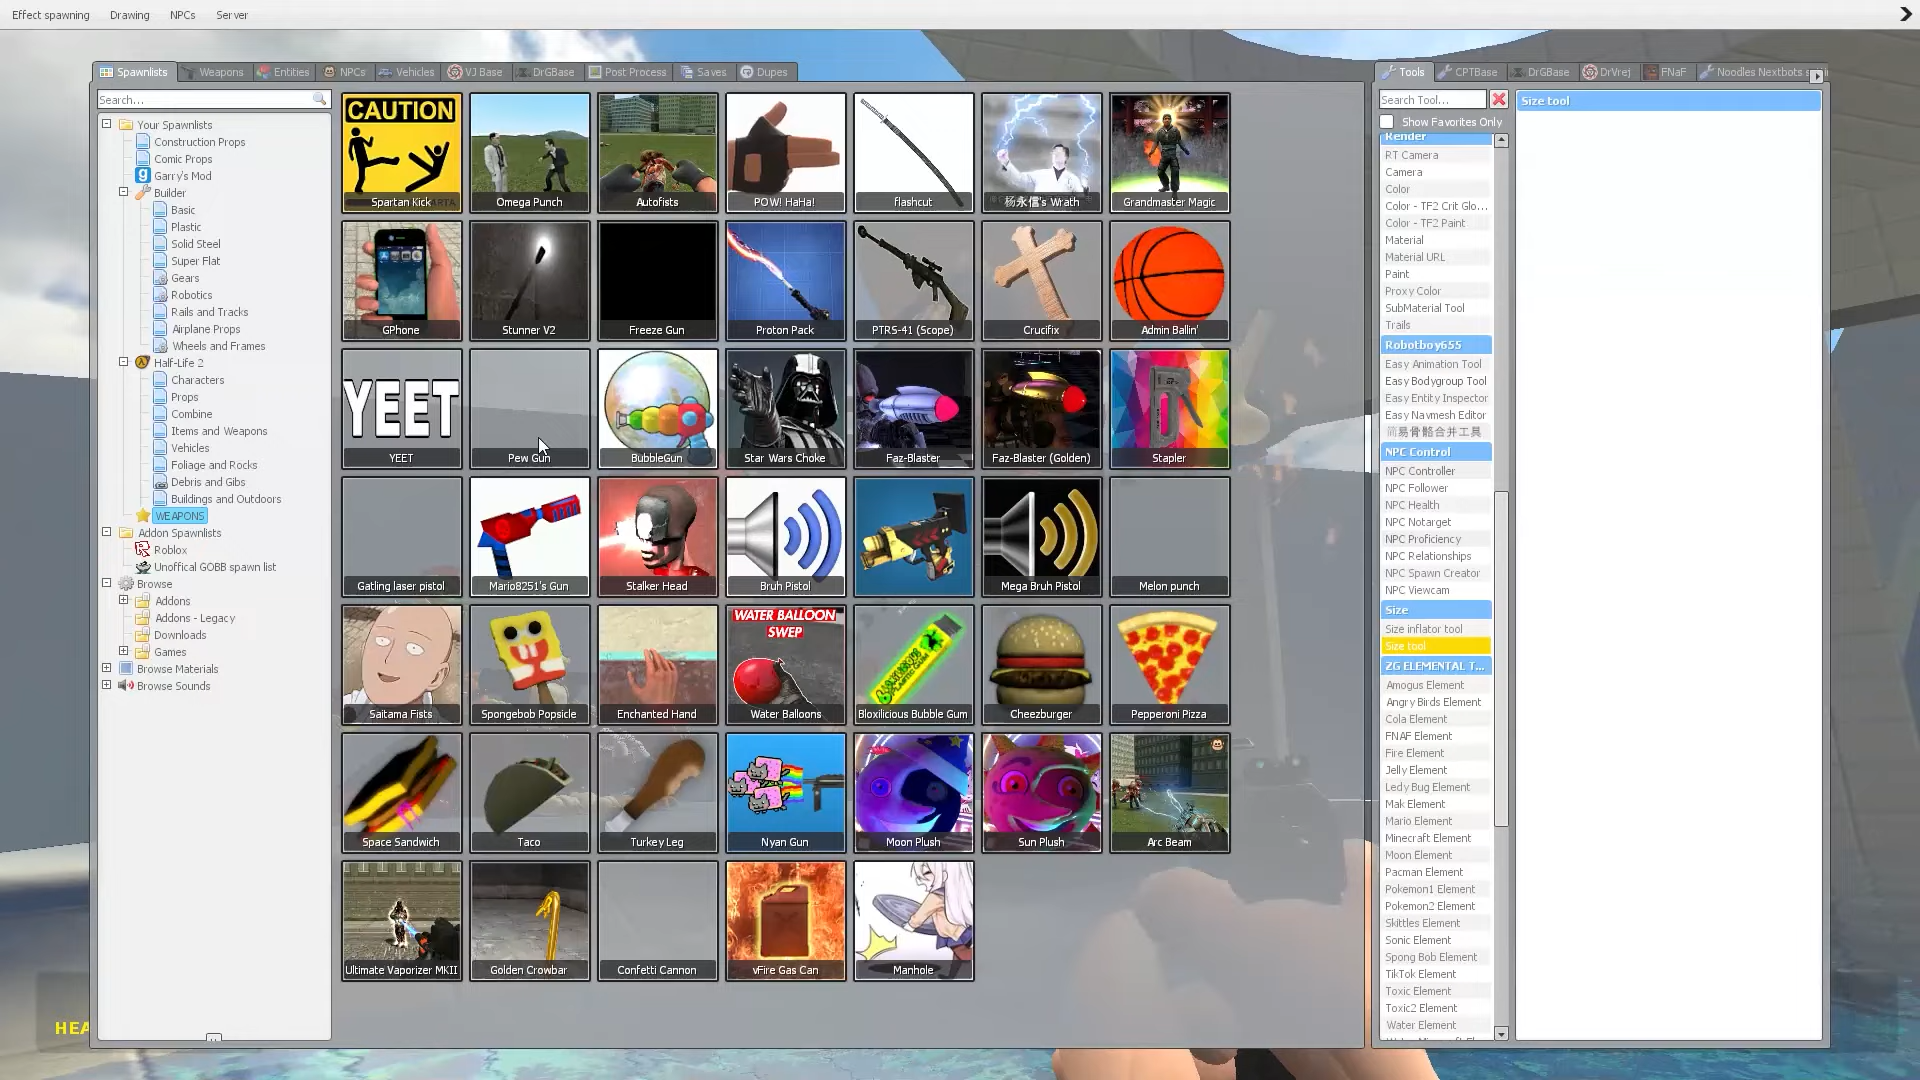 Effect spawning Drawing NPCs Server
Spawnlists Weapons Entities NPCs Vehicles VJ Base DrGBase Post Process Saves Dupes
Search...
Your Spawnlists
Construction Props
Comic Props
Garry's Mod
Builder
Basic
Plastic
Solid Steel
Super Flat
Gears
Robotics
Rails and Tracks
Airplane Props
Wheels and Frames
Half-Life 2
Characters
Props
Combine
Items and Weapons
Vehicles
Foliage and Rocks
Debris and Gibs
Buildings and Outdoors
WEAPONS
Addon Spawnlists
Roblox
Unoffical GOBB spawn list
Browse
Addons
Addons - Legacy
Downloads
Games
Browse Materials
Browse Sounds
HEA
CAUTION
Spartan Kick
Omega Punch
Autofists
POW! HaHa!
flashcut
杨永信's Wrath
Grandmaster Magic
GPhone
Stunner V2
Freeze Gun
Proton Pack
PTRS-41 (Scope)
Crucifix
Admin Ballin'
YEET
YEET
Pew Gun
BubbleGun
Star Wars Choke
Faz-Blaster
Faz-Blaster (Golden)
Stapler
Gatling laser pistol
Mario8251's Gun
Stalker Head
Bruh Pistol
Mega Bruh Pistol
Melon punch
Saitama Fists
Spongebob Popsicle
Enchanted Hand
WATER BALLOON
SWEP
Water Balloons
Bloxilicious Bubble Gum
Cheezburger
Pepperoni Pizza
Space Sandwich
Taco
Turkey Leg
Nyan Gun
Moon Plush
Sun Plush
Arc Beam
Ultimate Vaporizer MKII
Golden Crowbar
Confetti Cannon
vFire Gas Can
Manhole
Tools CPTBase DrGBase DrVrej FNaF Noodles Nextbots
Search Tool...
Show Favorites Only
Render
RT Camera
Camera
Color
Color - TF2 Crit Glo...
Color - TF2 Paint
Material
Material URL
Paint
Proxy Color
SubMaterial Tool
Trails
Robotboy655
Easy Animation Tool
Easy Bodygroup Tool
Easy Entity Inspector
Easy Navmesh Editor
简易骨骼合并工具
NPC Control
NPC Controller
NPC Follower
NPC Health
NPC Notarget
NPC Proficiency
NPC Relationships
NPC Spawn Creator
NPC Viewcam
Size
Size inflator tool
Size tool
ZG ELEMENTAL T...
Amogus Element
Angry Birds Element
Cola Element
FNAF Element
Fire Element
Jelly Element
Ledy Bug Element
Mak Element
Mario Element
Minecraft Element
Moon Element
Pacman Element
Pokemon1 Element
Pokemon2 Element
Skittles Element
Sonic Element
Spong Bob Element
TikTok Element
Toxic Element
Toxic2 Element
Water Element
Size tool